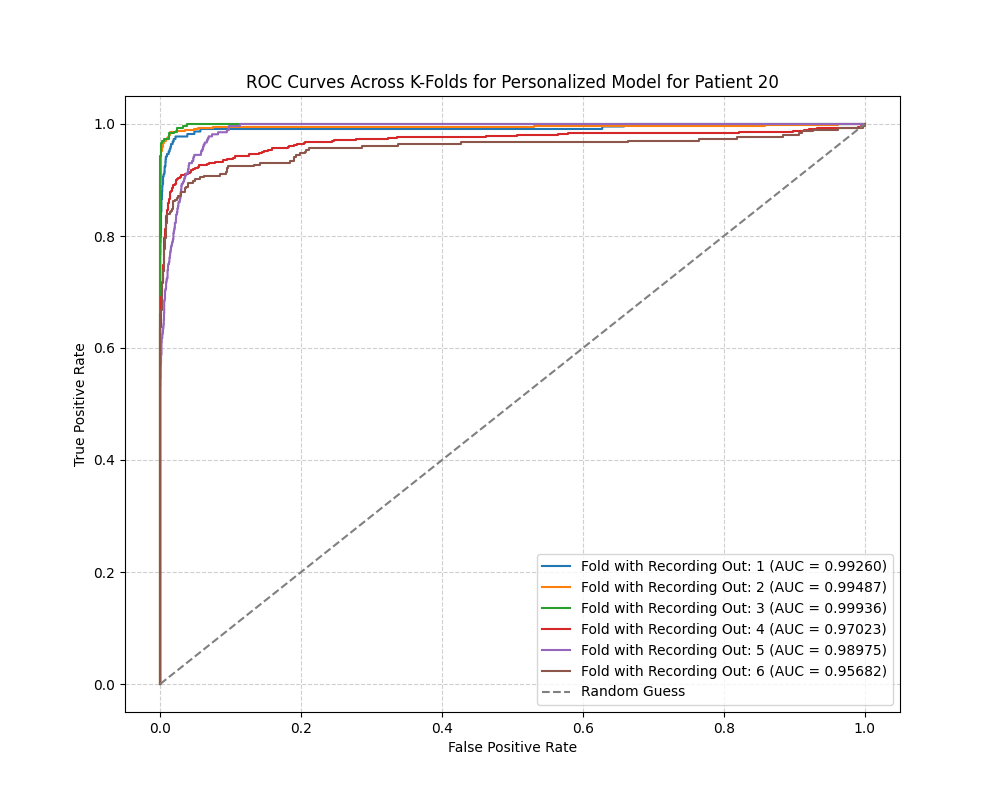 ROC Curves Across K-Folds for Personalized Model for Patient 20
True Positive Rate
1.0
0.8
0.6
0.4
0.2
0.0
0.0 0.2 0.4 0.6 0.8 1.0
False Positive Rate
Fold with Recording Out: 1 (AUC = 0.99260)
Fold with Recording Out: 2 (AUC = 0.99487)
Fold with Recording Out: 3 (AUC = 0.99936)
Fold with Recording Out: 4 (AUC = 0.97023)
Fold with Recording Out: 5 (AUC = 0.98975)
Fold with Recording Out: 6 (AUC = 0.95682)
Random Guess